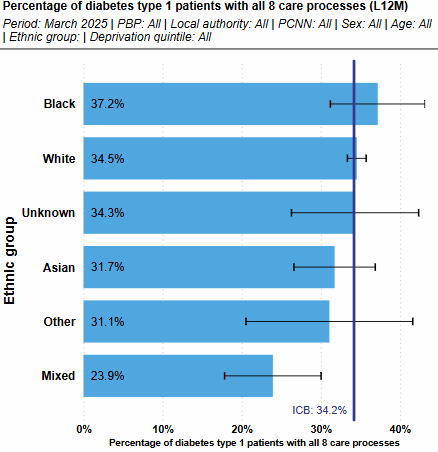 Percentage of diabetes type 1 patients with all 8 care processes (L12M)
Period: March 2025 | PBP: All | Local authority: All | PCNN: All | Sex: All | Age: All
| Ethnic group: | Deprivation quintile: All
Ethnic group
Black 37.2%
White 34.5%
Unknown 34.3%
Asian 31.7%
Other 31.1%
Mixed 23.9%
ICB: 34.2%
0% 10% 20% 30% 40%
Percentage of diabetes type 1 patients with all 8 care processes